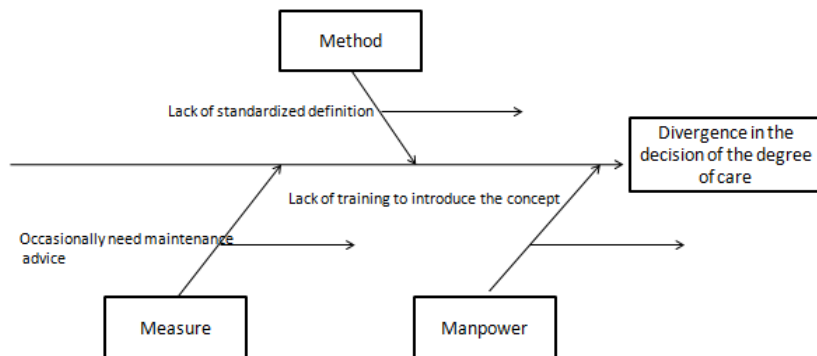 Method
Lack of standardized definition
Divergence in the
decision of the degree
of care
Lack of training to introduce the concept
Occasionally need maintenance
advice
Measure
Manpower